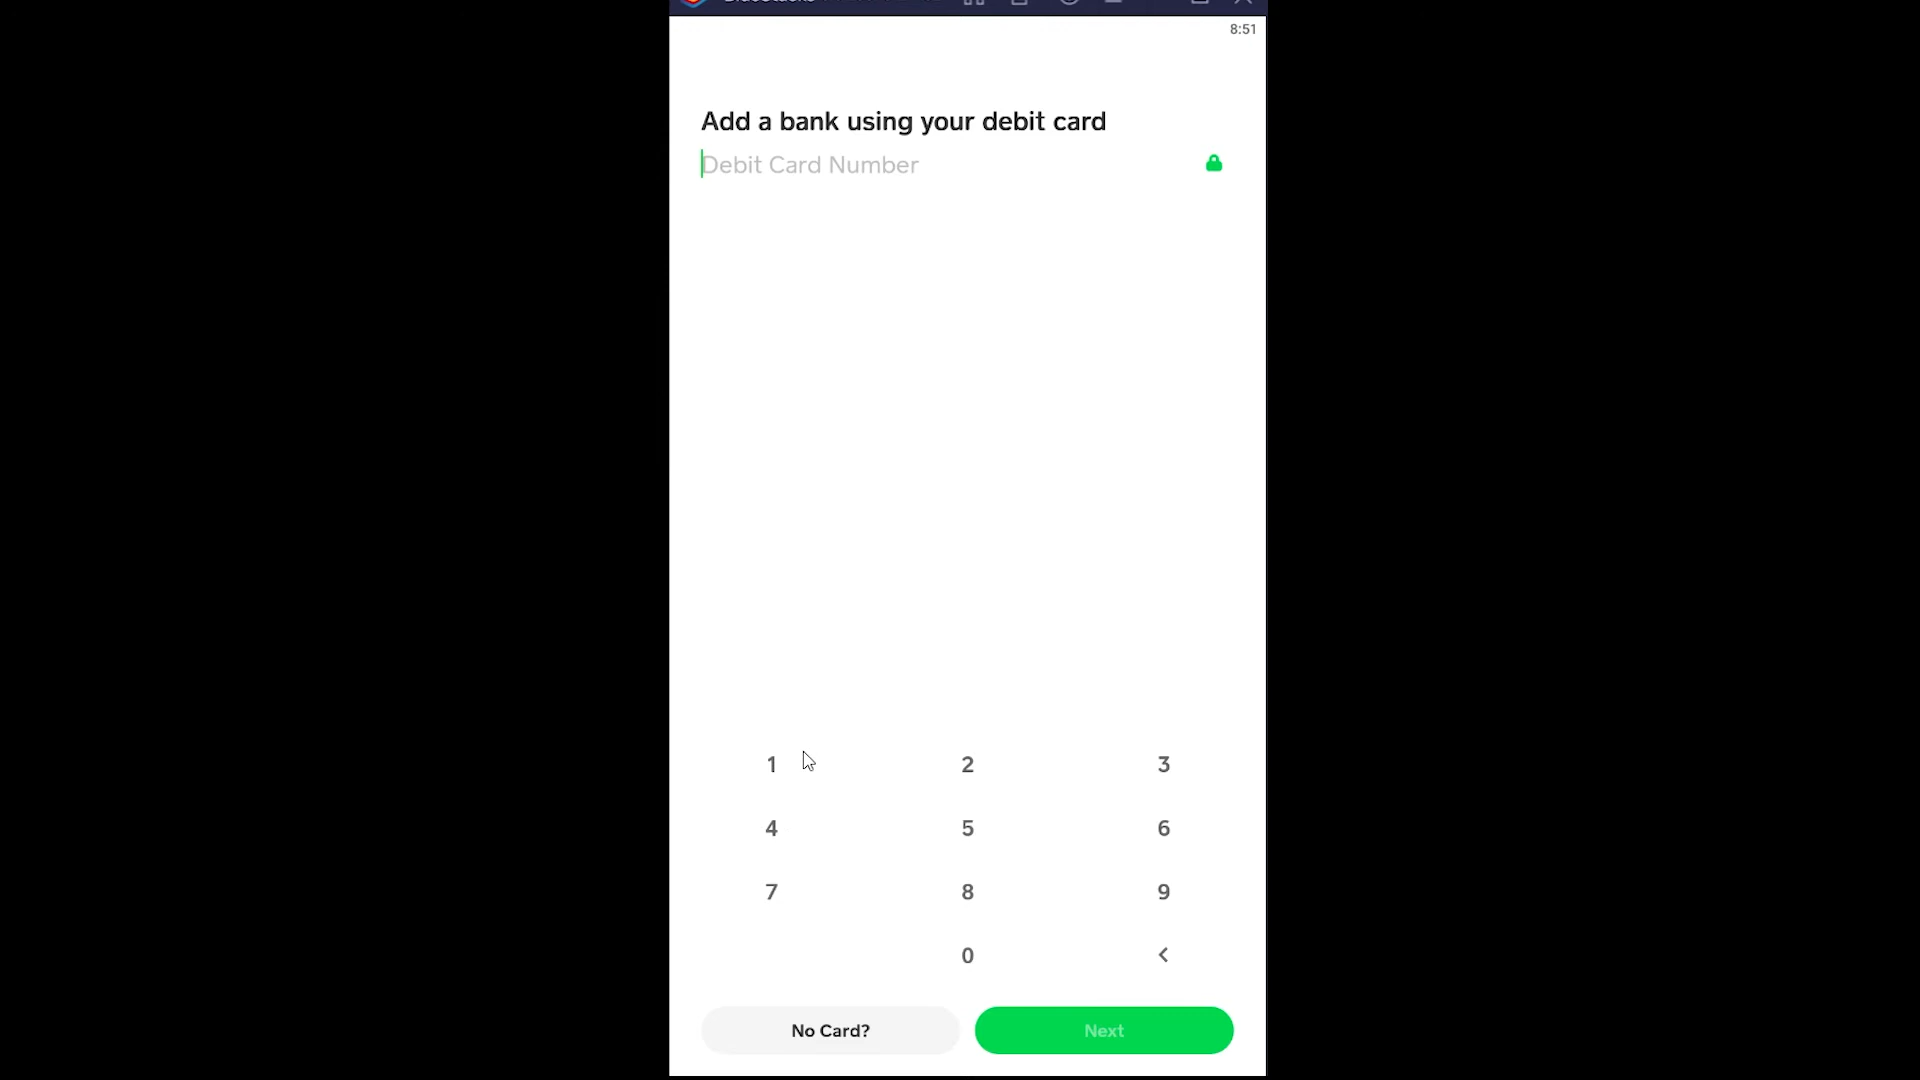 8:51
Add a bank using your debit card
Debit Card Number
1 2 3
4 5 6
7 8 9
0 <
No Card? Next